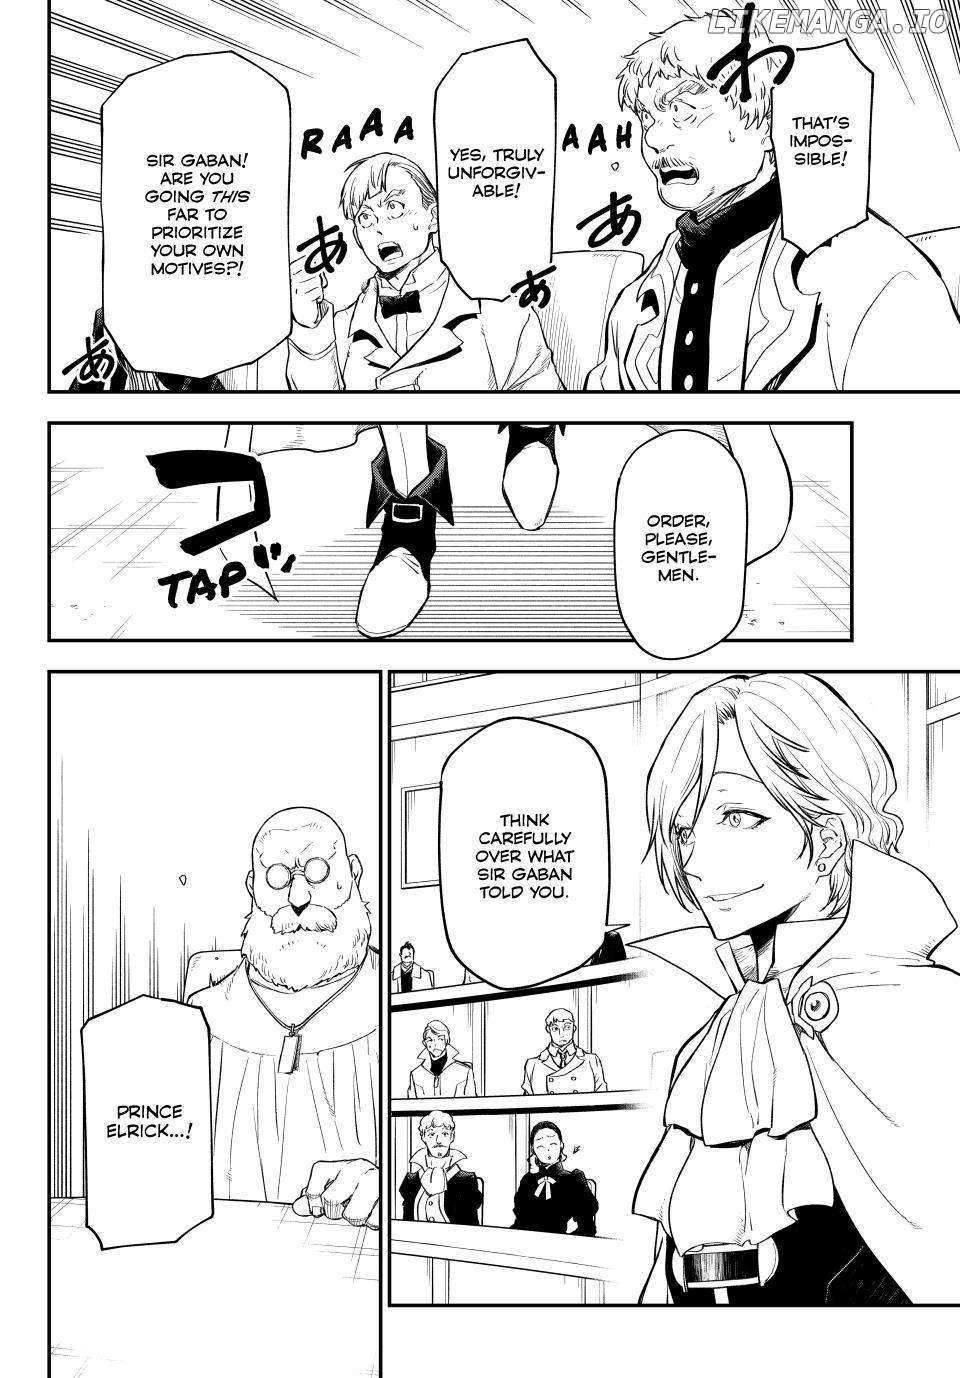 LIKEMANGA.IO
THAT'S
IMPOS-
SIBLE!
わ
AAH
あ
あ
YES, TRULY
UNFORGIV-
ABLE!
RAAA
あ
SIR GABAN!
ARE YOU
GOING THIS
FAR TO
PRIORITIZE
YOUR OWN
MOTIVES?!
あ
ORDER,
PLEASE,
GENTLE-
MEN.
コ
TAP
THINK
CAREFULLY
OVER WHAT
SIR GABAN
TOLD YOU.
PRINCE
ELRICK...!